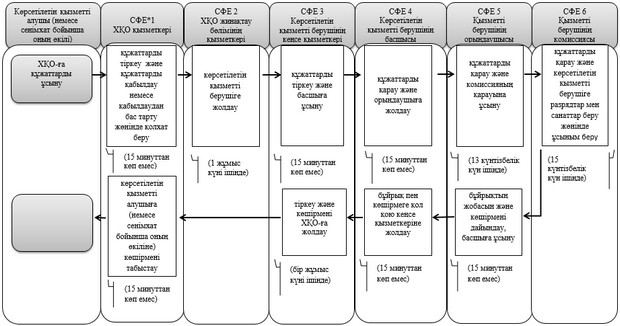 Көрсетілетін қызметті
алушы (немесе
сенімхат бойынша
оның өкілі)
СФЕ*1
ХҚО қызметкері
СФЕ 2
ХҚО жинақтау
бөлімінің
қызметкері
СФЕ 3
Көрсетілетін
қызметті берушінің
кеңсе қызметкері
СФЕ 4
Көрсетілетін
қызметті берушінің
басшысы
СФЕ 5
Қызметті
берушінің
орындаушысы
СФЕ 6
Қызметті
берушінің
комиссиясы
ХҚО-ға
құжаттарды
ұсыну
құжаттарды
тіркеу және
құжаттарды
қабылдау
немесе
қабылдаудан
бас тарту
жөнінде қолхат
беру
көрсетілетін
қызметті
берушіге
жолдау
құжаттарды
тіркеу және
басшыға
ұсыну
құжаттарды
қарау және
орындаушыға
жолдау
құжаттарды
қарау және
комиссияның
қарауына
ұсыну
құжаттарды
қарау және
көрсетілетін
қызметті
берушіге
разрядтар мен
санаттар беру
жөнінде
ұсыным беру
(15 минуттан
көп емес)
(1 жұмыс
күні ішінде)
(15 минуттан
көп емес)
(15 минуттан
көп емес)
(13 күнтізбелік
күн ішінде)
(15
күнтізбелік
күн ішінде)
көрсетілетін
қызметті
алушыға
(немесе
сенімхат
бойынша оның
өкіліне)
көшірмені
табыстау
тіркеу және
көшірмені
ХҚО-ға
жолдау
бұйрық пен
көшірмеге қол
қою кеңсе
қызметкеріне
жолдау
бұйрықтың
жобасын және
көшірмені
дайындау,
басшыға ұсыну
(15 минуттан
көп емес)
(бір жұмыс
күні ішінде)
(15 минуттан
көп емес)
(15 минуттан
көп емес)